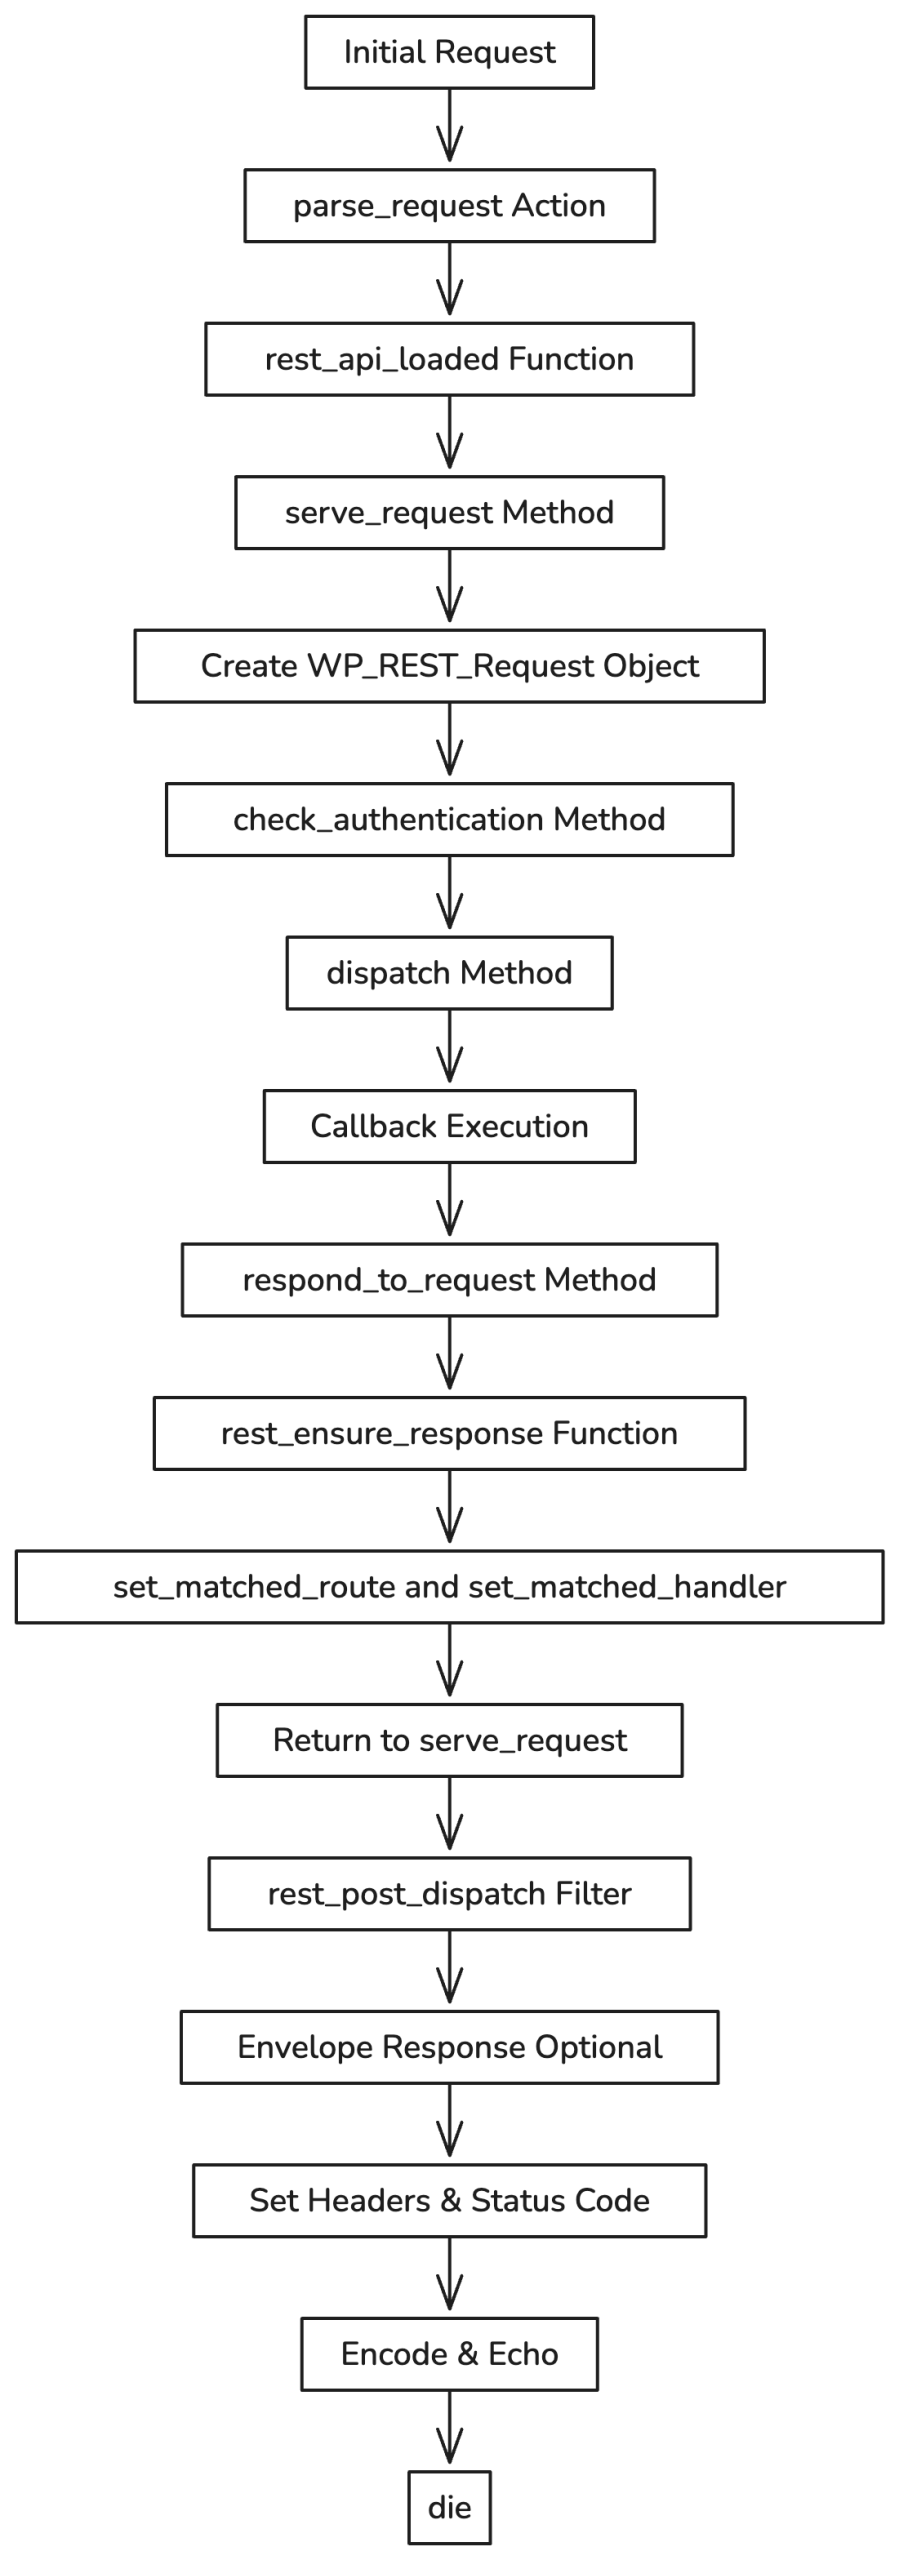 Initial Request
parse_request Action
rest_api_loaded Function
serve_request Method
Create WP_REST_Request Object
check_authentication Method
dispatch Method
Callback Execution
respond_to_request Method
rest_ensure_response Function
set_matched_route and set_matched_handler
Return to serve_request
rest_post_dispatch Filter
Envelope Response Optional
Set Headers & Status Code
Encode & Echo
die